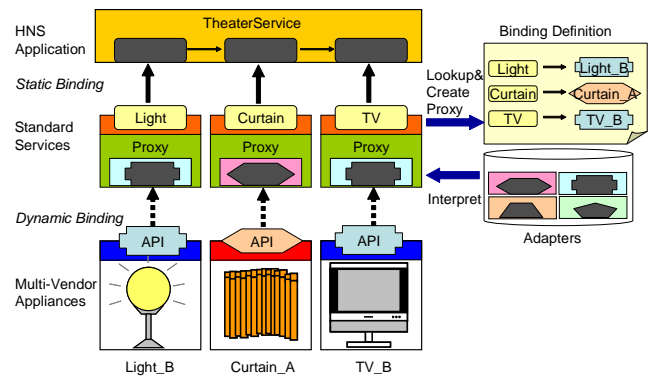 TheaterService
HNS
Application
Static Binding
Light
Curtain
TV
Standard
Services
Proxy
Proxy
Proxy
Dynamic Binding
API
API
API
Multi-Vendor
Appliances
Light_B
Curtain_A
TV_B
Lookup&
Create
Proxy
Interpret
Binding Definition
Light
Light_B
Curtain
Curtain_A
TV
TV_B
Adapters